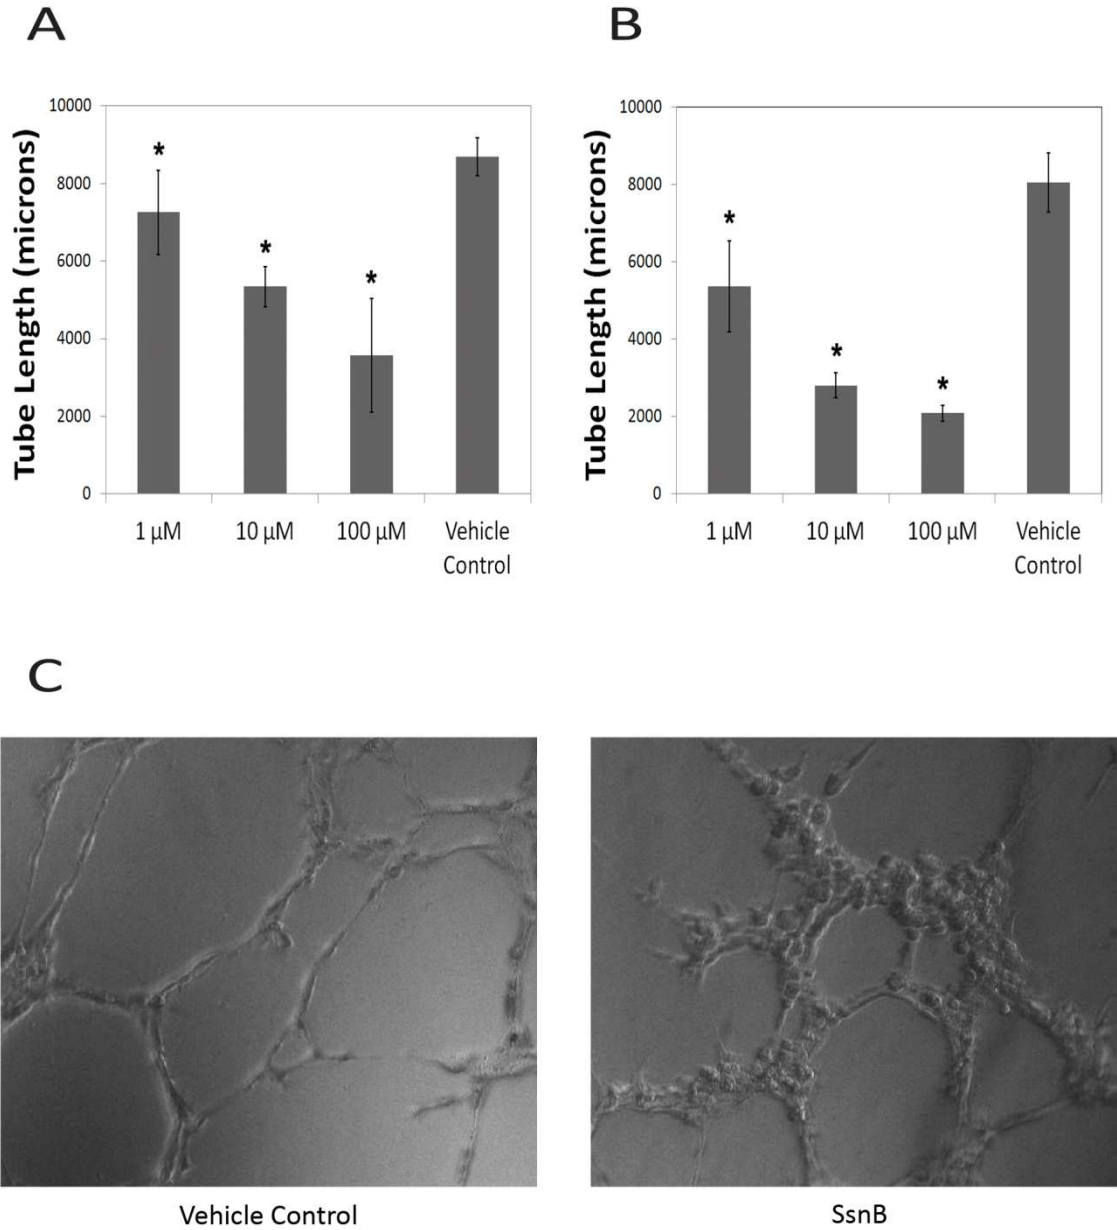 A
B
Tube Length (microns)
10000
8000
6000
4000
2000
0
*
*
*
1 µM
10 µM
100 µM
Vehicle
Control
Tube Length (microns)
10000
8000
6000
4000
2000
0
*
*
*
1 µM
10 µM
100 µM
Vehicle
Control
C
Vehicle Control
SsnB